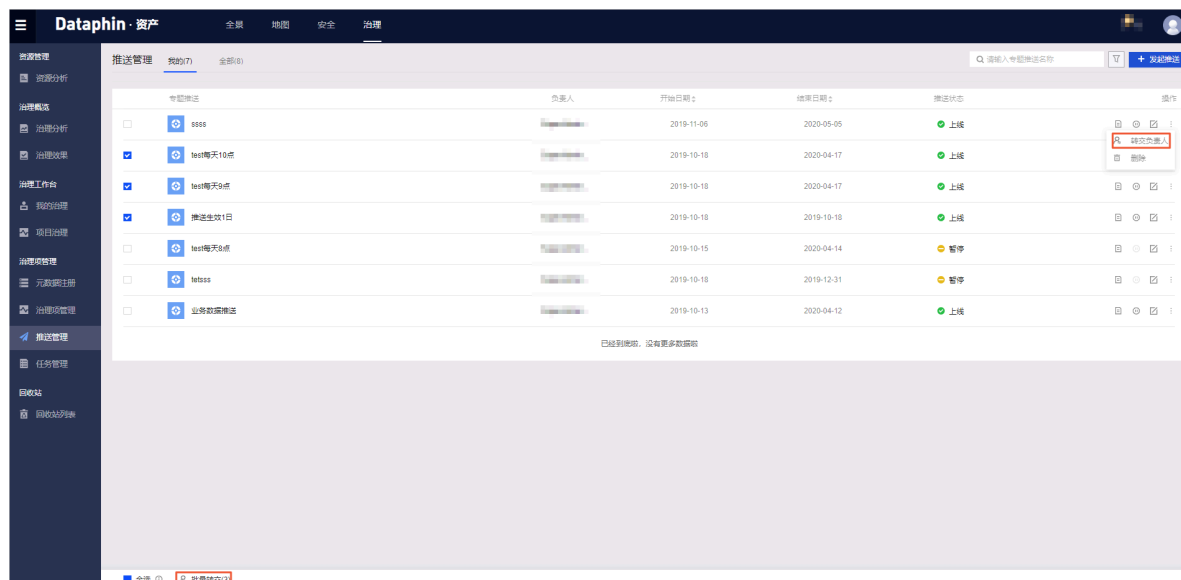 Dataphin · 资产 全景 地图 安全 治理
资源管理
资源分析
治理概览
治理分析
治理效果
治理工作台
我的治理
项目治理
治理项管理
元数据注册
治理项管理
推送管理
任务管理
回收站
回收站列表
推送管理 我的(7) 全部(8) 请输入专题推送名称 + 发起推送
专题推送 负责人 开始日期 结束日期 推送状态 操作
ssss 2019-11-06 2020-05-05 上线
转交负责人
删除
test每天10点 2019-10-18 2020-04-17 上线
test每天9点 2019-10-18 2020-04-17 上线
推送生效1日 2019-10-18 2019-10-18 上线
test每天8点 2019-10-15 2020-04-14 暂停
tetsss 2019-10-18 2019-12-31 暂停
业务数据推送 2019-10-13 2020-04-12 上线
已经到底啦，没有更多数据啦
全选 批量转交(3)